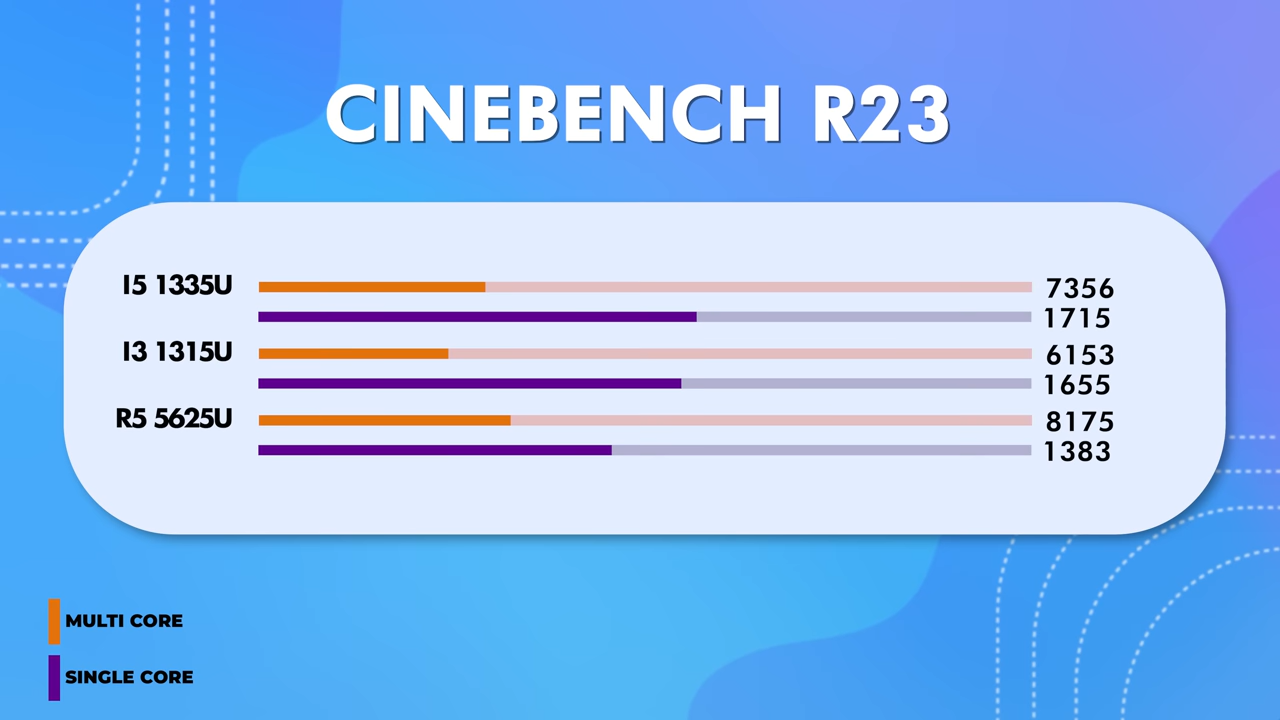 CINEBENCH R23
I5 1335U
7356
1715
I3 1315U
6153
1655
R5 5625U
8175
1383
MULTI CORE
SINGLE CORE